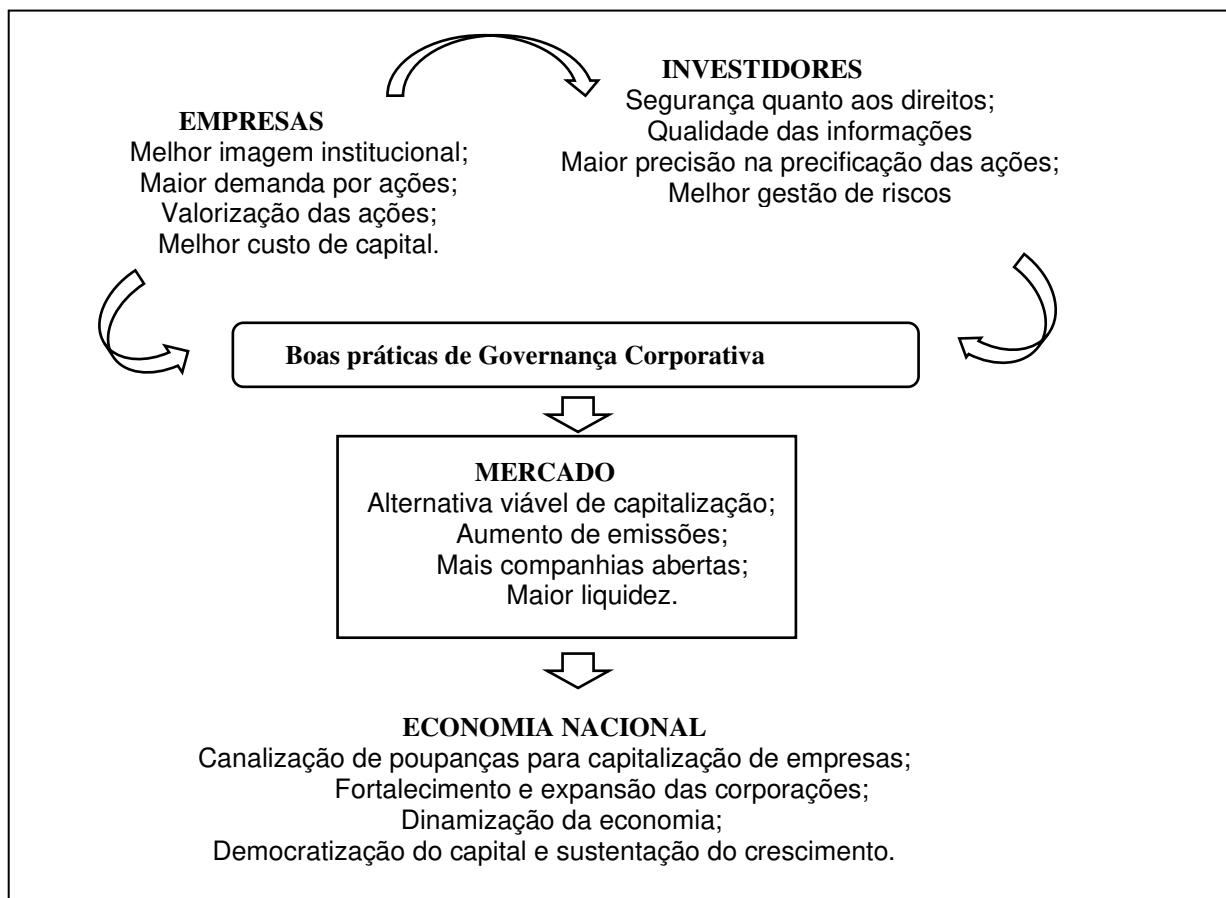 EMPRESAS
Melhor imagem institucional;
Maior demanda por ações;
Valorização das ações;
Melhor custo de capital.
INVESTIDORES
Segurança quanto aos direitos;
Qualidade das informações
Maior precisão na precificação das ações;
Melhor gestão de riscos
Boas práticas de Governança Corporativa
MERCADO
Alternativa viável de capitalização;
Aumento de emissões;
Mais companhias abertas;
Maior liquidez.
ECONOMIA NACIONAL
Canalização de poupanças para capitalização de empresas;
Fortalecimento e expansão das corporações;
Dinamização da economia;
Democratização do capital e sustentação do crescimento.